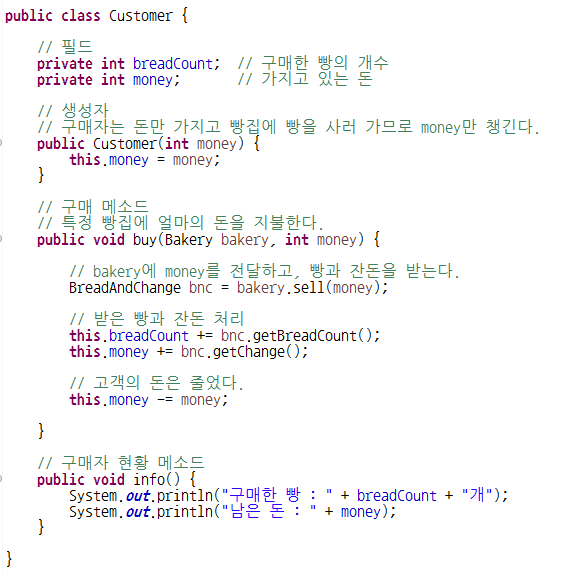 public class Customer {
// 필드
private int breadCount; // 구매한 빵의 개수
private int money; // 가지고 있는 돈
// 생성자
// 구매자는 돈만 가지고 빵집에 빵을 사러 가므로 money만 챙긴다.
public Customer(int money) {
this.money = money;
}
// 구매 메소드
// 특정 빵집에 얼마의 돈을 지불한다.
public void buy(Bakery bakery, int money) {
// bakery에 money를 전달하고, 빵과 잔돈을 받는다.
BreadAndChange bnc = bakery.sell(money);
// 받은 빵과 잔돈 처리
this.breadCount += bnc.getBreadCount();
this.money += bnc.getChange();
// 고객의 돈은 줄었다.
this.money -= money;
}
// 구매자 현황 메소드
public void info() {
System.out.println("구매한 빵 : " + breadCount + "개");
System.out.println("남은 돈 : " + money);
}
}